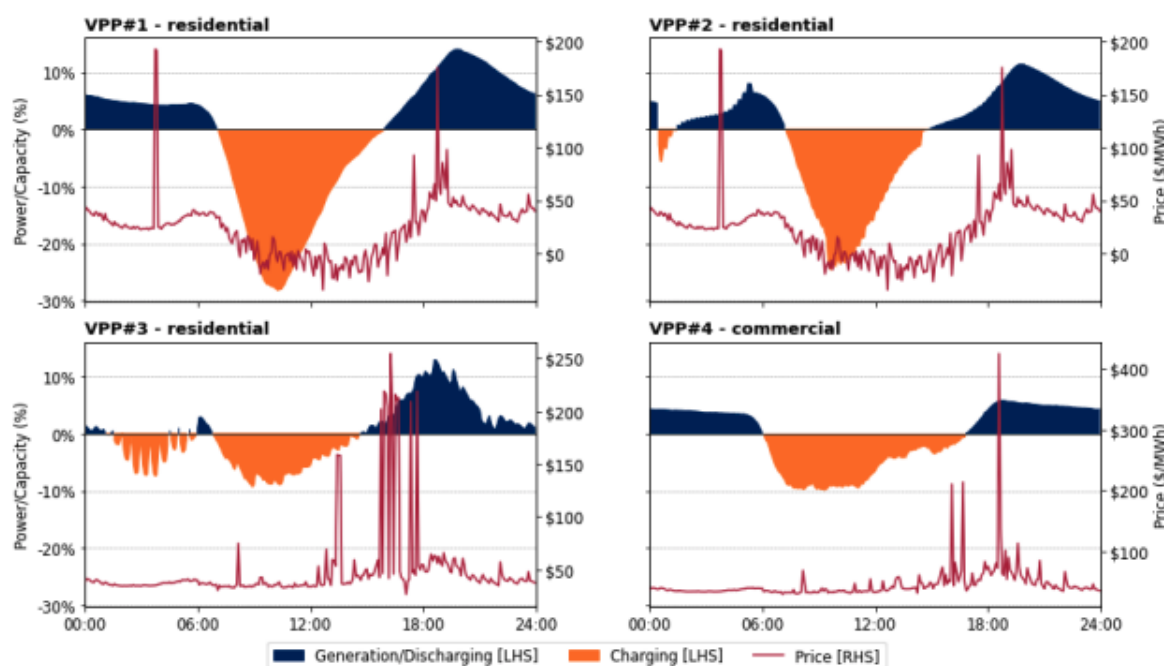 VPP#1 - residential
VPP#2 - residential
Power/Capacity (%)
10%
0%
-10%
-20%
-30%
$200
$150
$100
$50
$0
$200
$150
$100
$50
$0
Price ($/MWh)
VPP#3 - residential
VPP#4 - commercial
Power/Capacity (%)
10%
0%
-10%
-20%
-30%
$250
$200
$150
$100
$50
$400
$300
$200
$100
Price ($/MWh)
00:00 06:00 12:00 18:00 24:00
00:00 06:00 12:00 18:00 24:00
Generation/Discharging [LHS] Charging [LHS] Price [RHS]